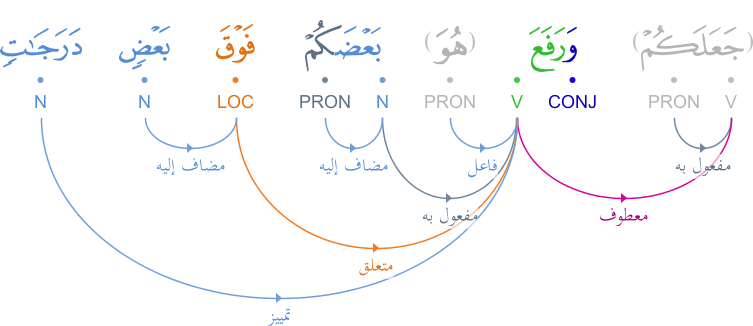 (جَعَلَكُمْ) وَرَفَعَ (هُوَ) بَعْضَكُمْ فَوْقَ بَعْضٍ دَرَجَـٰتٍ
N N LOC PRON N PRON V CONJ PRON V
مضاف إليه مضاف إليه فاعل مفعول به
مفعول به معطوف
متعلق
تمييز